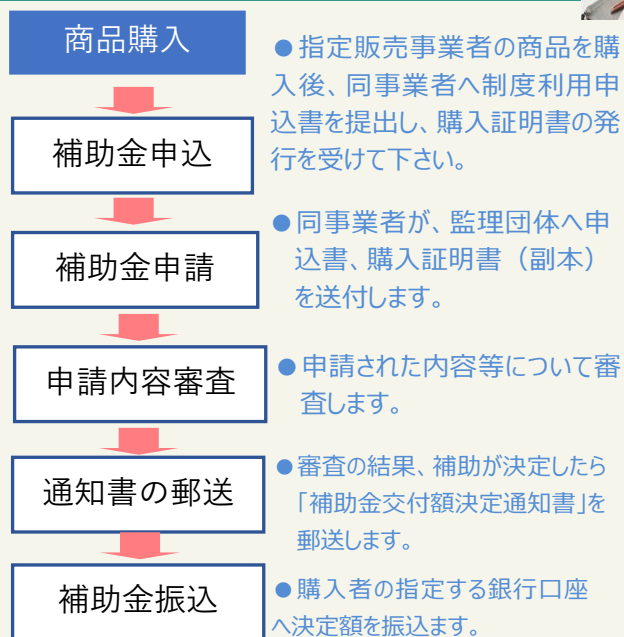 商品購入
●指定販売事業者の商品を購
入後、同事業者へ制度利用申
込書を提出し、購入証明書の発
行を受けて下さい。
補助金申込
●同事業者が、監理団体へ申
込書、購入証明書（副本）
を送付します。
補助金申請
申請内容審査
●申請された内容等について審
査します。
通知書の郵送
●審査の結果、補助が決定したら
「補助金交付額決定通知書」を
郵送します。
補助金振込
●購入者の指定する銀行口座
へ決定額を振込ます。